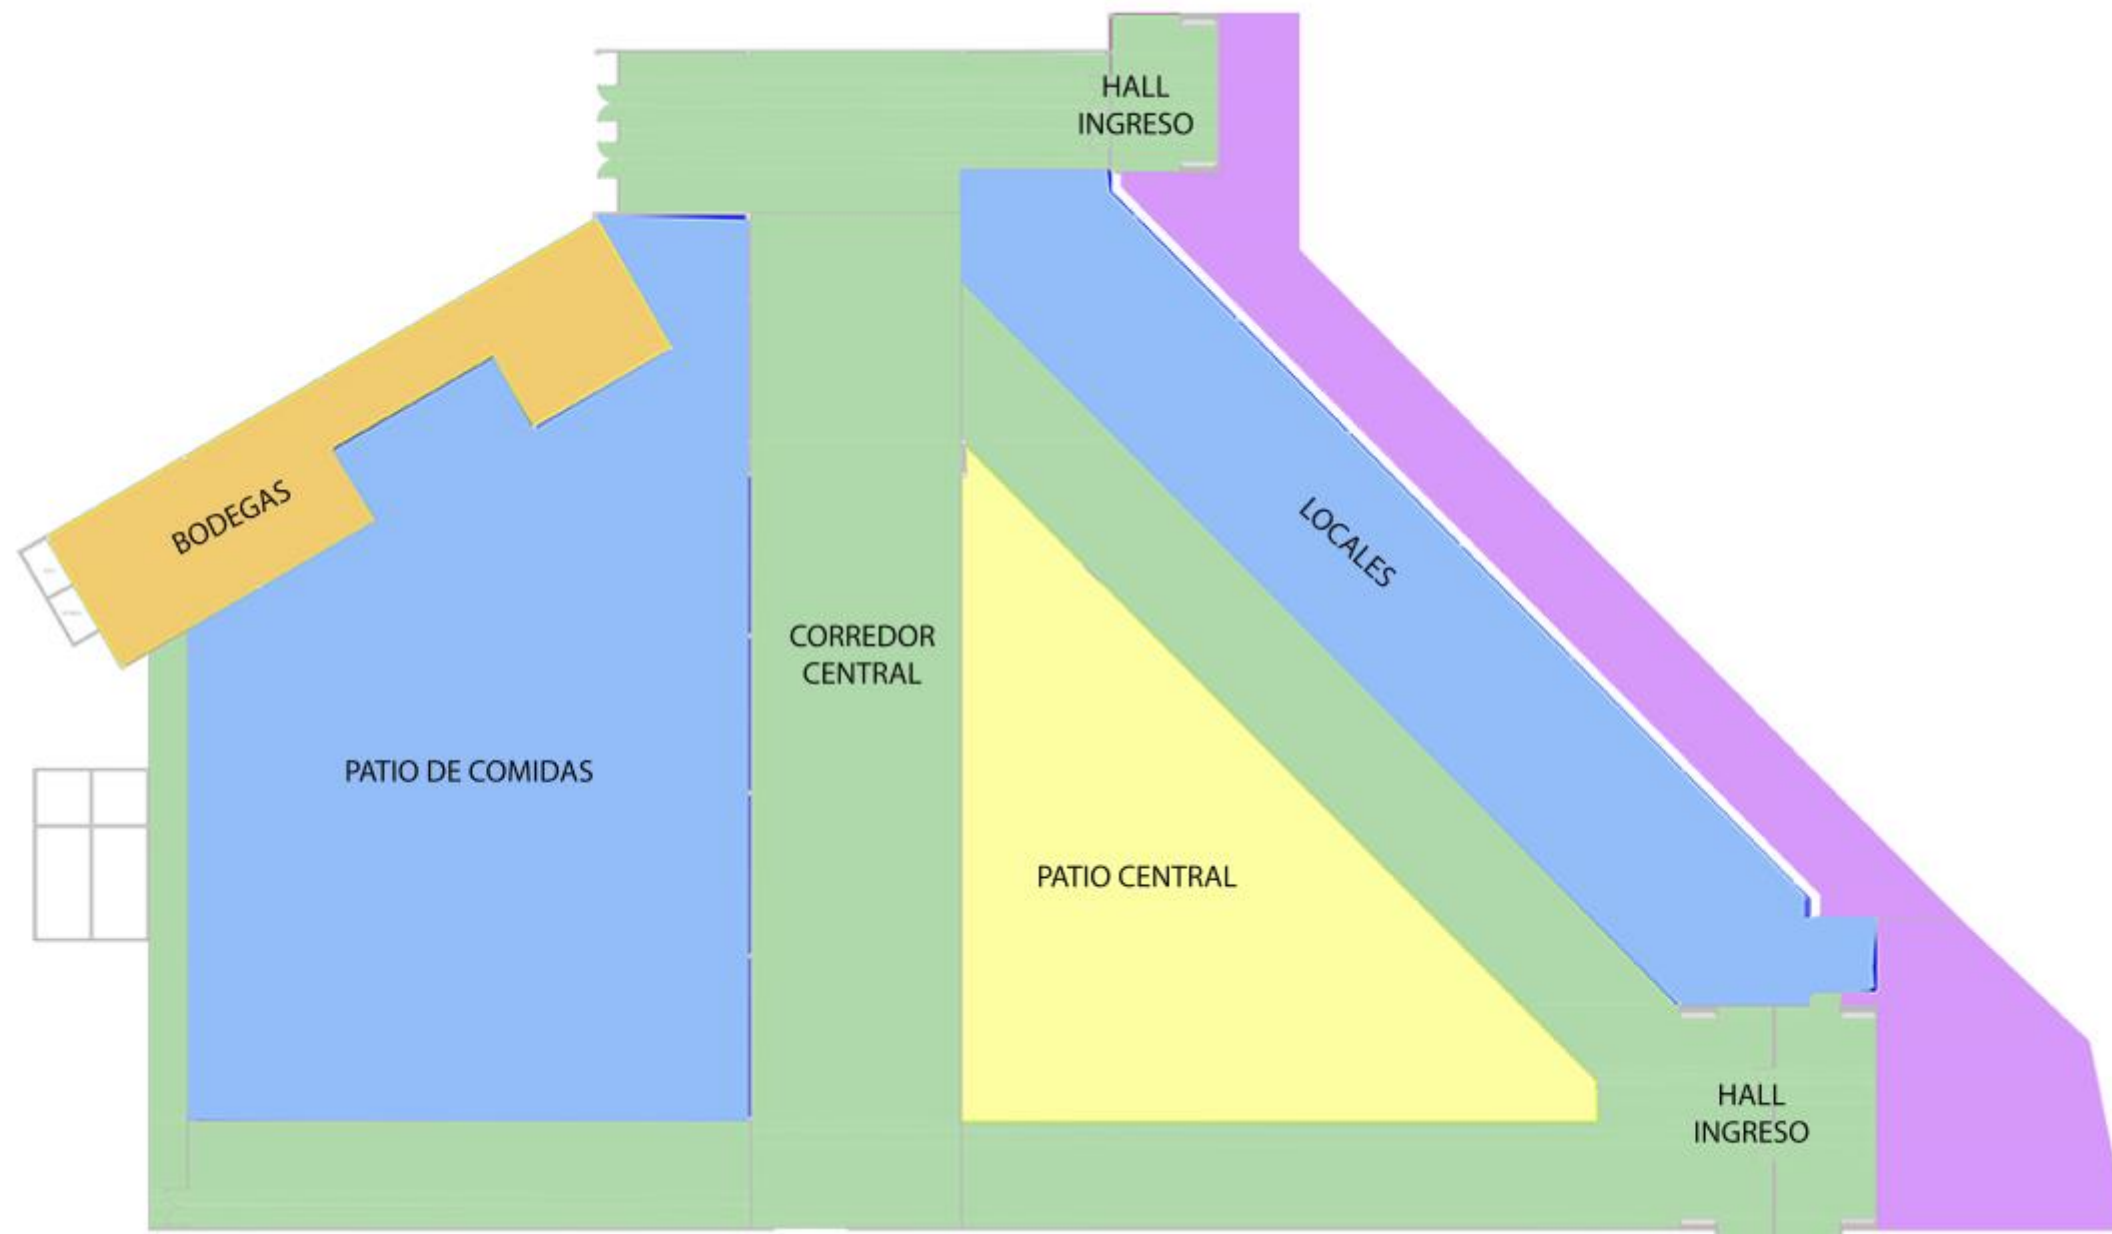 HALL
INGRESO
BODEGAS
LOCALES
CORREDOR
CENTRAL
PATIO DE COMIDAS
PATIO CENTRAL
HALL
INGRESO